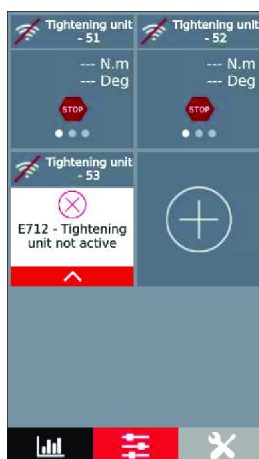 Tightening unit
- 51
Tightening unit
- 52
--- N.m
--- Deg
--- N.m
--- Deg
STOP
STOP
Tightening unit
- 53
E712 - Tightening
unit not active